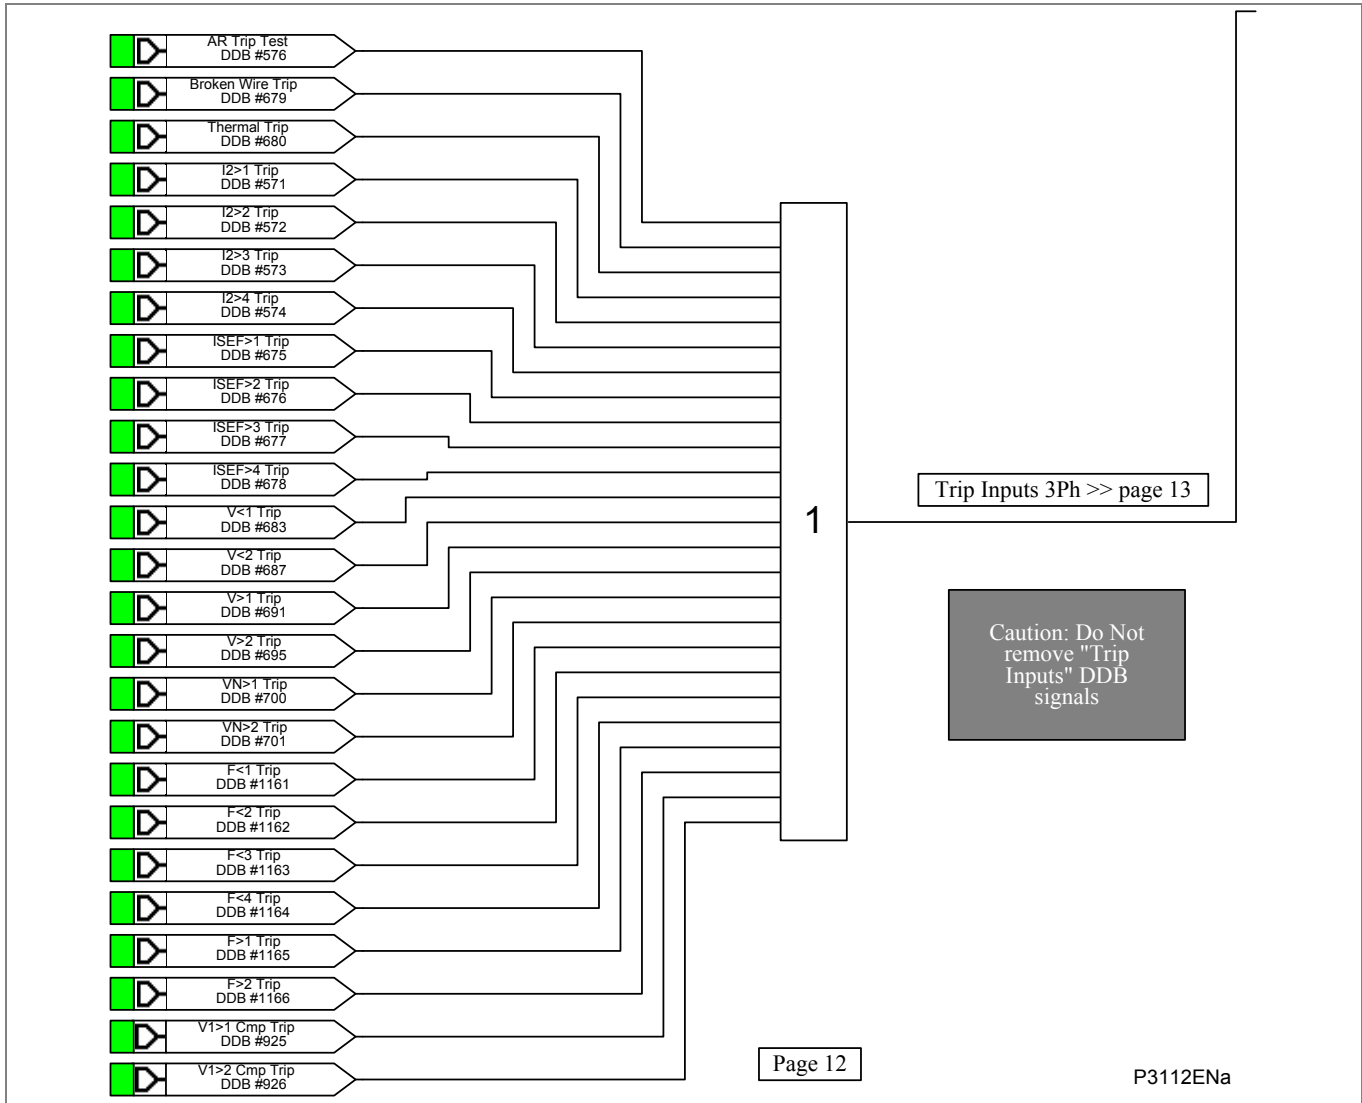 AR Trip Test
DDB #576
Broken Wire Trip
DDB #679
Thermal Trip
DDB #680
I2>1 Trip
DDB #571
I2>2 Trip
DDB #572
I2>3 Trip
DDB #573
I2>4 Trip
DDB #574
ISEF>1 Trip
DDB #675
ISEF>2 Trip
DDB #676
ISEF>3 Trip
DDB #677
ISEF>4 Trip
DDB #678
V<1 Trip
DDB #683
V<2 Trip
DDB #687
V>1 Trip
DDB #691
V>2 Trip
DDB #695
VN>1 Trip
DDB #700
VN>2 Trip
DDB #701
F<1 Trip
DDB #1161
F<2 Trip
DDB #1162
F<3 Trip
DDB #1163
F<4 Trip
DDB #1164
F>1 Trip
DDB #1165
F>2 Trip
DDB #1166
V1>1 Cmp Trip
DDB #925
V1>2 Cmp Trip
DDB #926
1
Trip Inputs 3Ph >> page 13
Caution: Do Not
remove "Trip
Inputs" DDB
signals
Page 12
P3112ENa